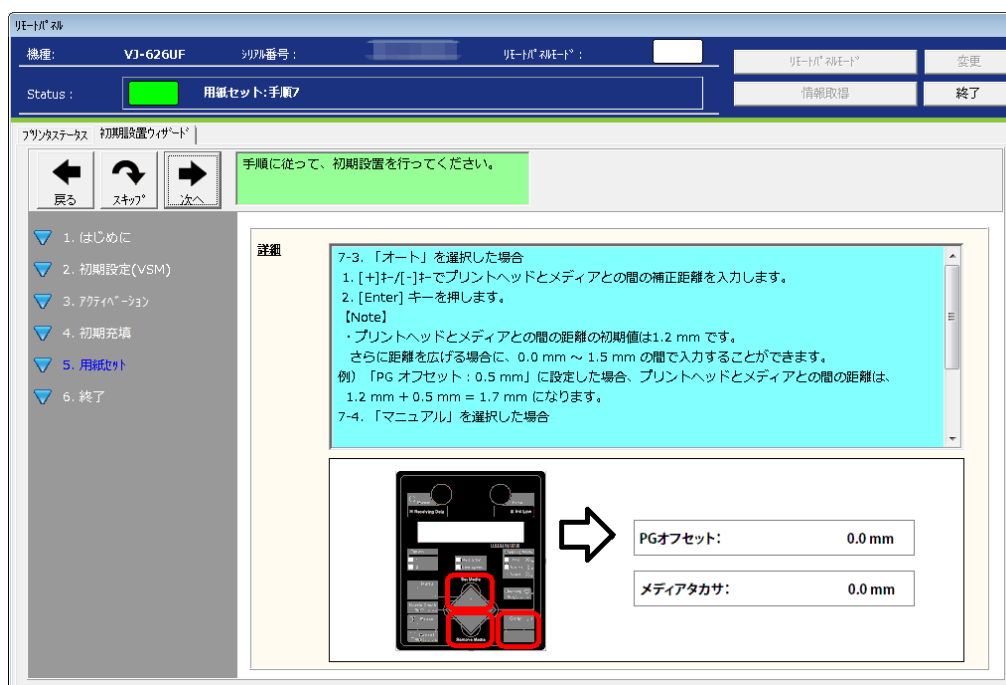 リモートパネル
機種: VJ-626UF シリアル番号: リモートパネルモード:
リモートパネルモード 変更
Status: 用紙セット:手順7
情報取得 終了
プリンタステータス 初期設置ウィザード
戻る スキップ 次へ
手順に従って、初期設置を行ってください。
1. はじめに
2. 初期設定(VSM)
3. アクティベーション
4. 初期充填
5. 用紙セット
6. 終了
詳細
7-3. 「オート」を選択した場合
1. [+]キー/[-]キーでプリントヘッドとメディアとの間の補正距離を入力します。
2. [Enter] キーを押します。
【Note】
・プリントヘッドとメディアとの間の距離の初期値は1.2 mm です。
さらに距離を広げる場合に、0.0 mm ～ 1.5 mm の間で入力することができます。
例）「PG オフセット : 0.5 mm」に設定した場合、プリントヘッドとメディアとの間の距離は、
1.2 mm + 0.5 mm = 1.7 mm になります。
7-4. 「マニュアル」を選択した場合
Receiving Data
Menu
Pause
Cancel
Remove Media
PGオフセット: 0.0 mm
メディアタカサ: 0.0 mm